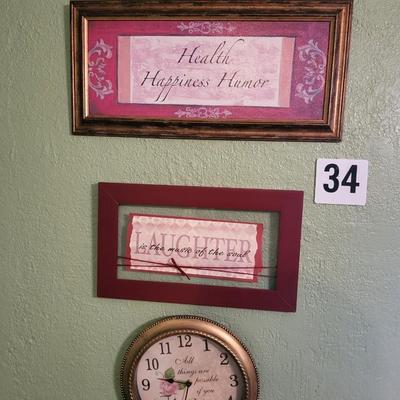 Health
Happiness Humor
34
LAUGHTER
is the music of the soul
All
things are
possible
if you
12
1
2
3
11
10
9